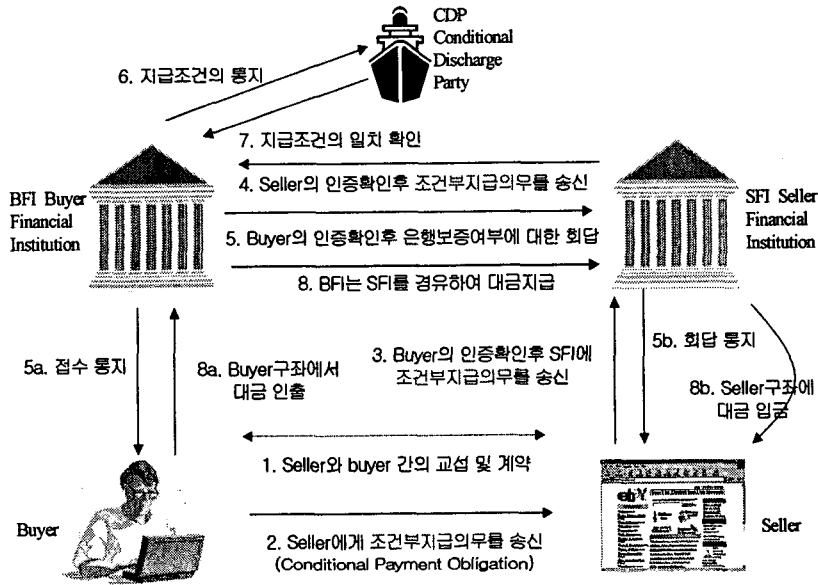 CDP
Conditional
Discharge
Party
6. 지급조건의 통지
7. 지급조건의 일치 확인
BFI Buyer
Financial
Institution
4. Seller의 인증확인후 조건부지급의무를 송신
SFI Seller
Financial
Institution
5. Buyer의 인증확인후 은행보증여부에 대한 회답
8. BFI는 SFI를 경유하여 대금지급
5a. 접수 통지
8a. Buyer구좌에서
대금 인출
3. Buyer의 인증확인후 SFI에
조건부지급의무를 송신
5b. 회답 통지
8b. Seller구좌에
대금 입금
1. Seller와 buyer 간의 교섭 및 계약
Buyer
2. Seller에게 조건부지급의무를 송신
(Conditional Payment Obligation)
ebY
Seller